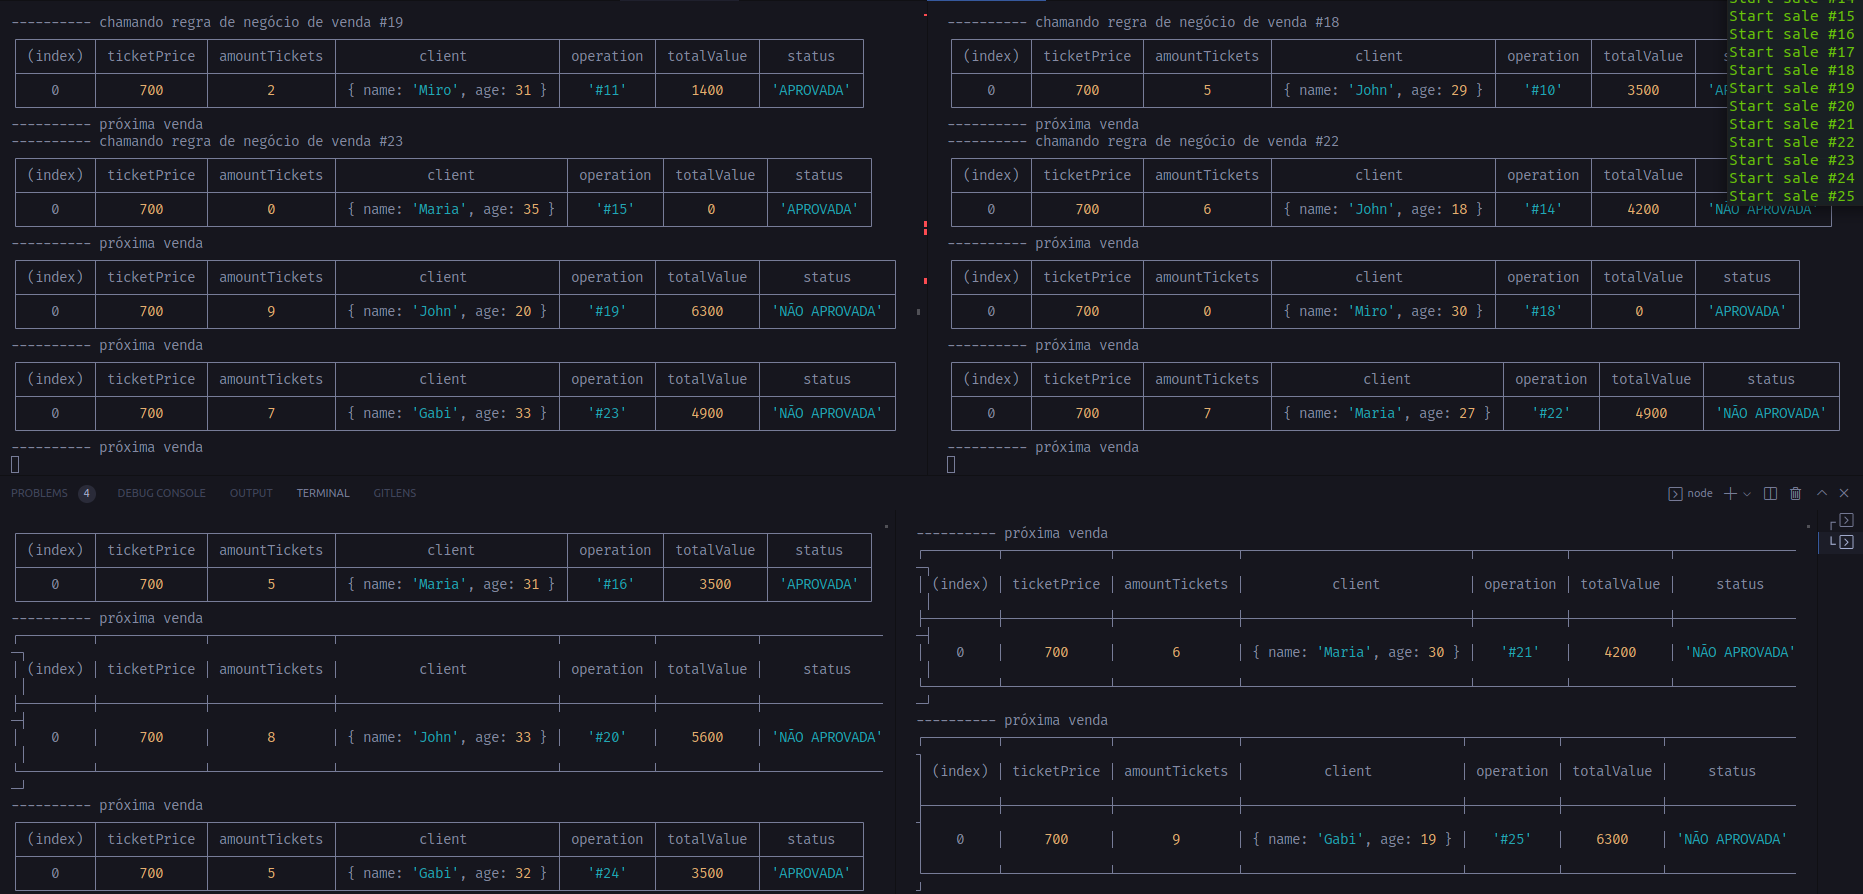 ---------- chamando regra de negócio de venda #19
(index) ticketPrice amountTickets client operation totalValue status
0 700 2 { name: 'Miro', age: 31 } '#11' 1400 'APROVADA'
---------- próxima venda
---------- chamando regra de negócio de venda #23
(index) ticketPrice amountTickets client operation totalValue status
0 700 0 { name: 'Maria', age: 35 } '#15' 0 'APROVADA'
---------- próxima venda
(index) ticketPrice amountTickets client operation totalValue status
0 700 9 { name: 'John', age: 20 } '#19' 6300 'NÃO APROVADA'
---------- próxima venda
(index) ticketPrice amountTickets client operation totalValue status
0 700 7 { name: 'Gabi', age: 33 } '#23' 4900 'NÃO APROVADA'
---------- próxima venda
---------- chamando regra de negócio de venda #18
(index) ticketPrice amountTickets client operation totalValue
0 700 5 { name: 'John', age: 29 } '#10' 3500
---------- próxima venda
---------- chamando regra de negócio de venda #22
(index) ticketPrice amountTickets client operation totalValue
0 700 6 { name: 'John', age: 18 } '#14' 4200 'NÃO APROVADA'
---------- próxima venda
(index) ticketPrice amountTickets client operation totalValue status
0 700 0 { name: 'Miro', age: 30 } '#18' 0 'APROVADA'
---------- próxima venda
(index) ticketPrice amountTickets client operation totalValue status
0 700 7 { name: 'Maria', age: 27 } '#22' 4900 'NÃO APROVADA'
---------- próxima venda
Start sale #15
Start sale #16
Start sale #17
Start sale #18
Start sale #19
Start sale #20
Start sale #21
Start sale #22
Start sale #23
Start sale #24
Start sale #25
PROBLEMS 4 DEBUG CONSOLE OUTPUT TERMINAL GITLENS node
(index) ticketPrice amountTickets client operation totalValue status
0 700 5 { name: 'Maria', age: 31 } '#16' 3500 'APROVADA'
---------- próxima venda
(index) ticketPrice amountTickets client operation totalValue status
0 700 8 { name: 'John', age: 33 } '#20' 5600 'NÃO APROVADA'
---------- próxima venda
(index) ticketPrice amountTickets client operation totalValue status
0 700 5 { name: 'Gabi', age: 32 } '#24' 3500 'APROVADA'
---------- próxima venda
(index) ticketPrice amountTickets client operation totalValue status
0 700 6 { name: 'Maria', age: 30 } '#21' 4200 'NÃO APROVADA'
---------- próxima venda
(index) ticketPrice amountTickets client operation totalValue status
0 700 9 { name: 'Gabi', age: 19 } '#25' 6300 'NÃO APROVADA'